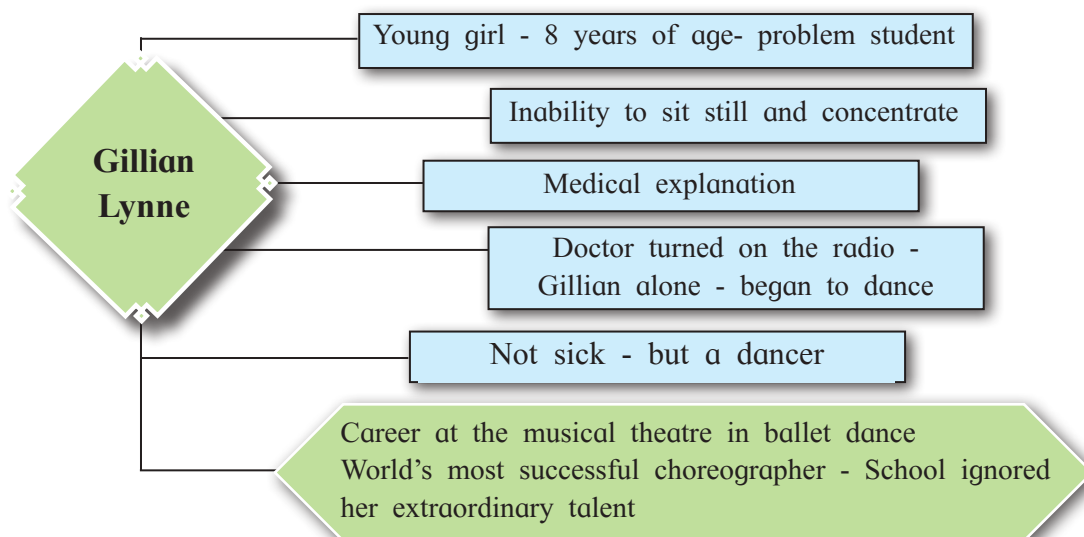 Gillian
Lynne
Young girl - 8 years of age- problem student
Inability to sit still and concentrate
Medical explanation
Doctor turned on the radio -
Gillian alone - began to dance
Not sick - but a dancer
Career at the musical theatre in ballet dance
World's most successful choreographer - School ignored
her extraordinary talent